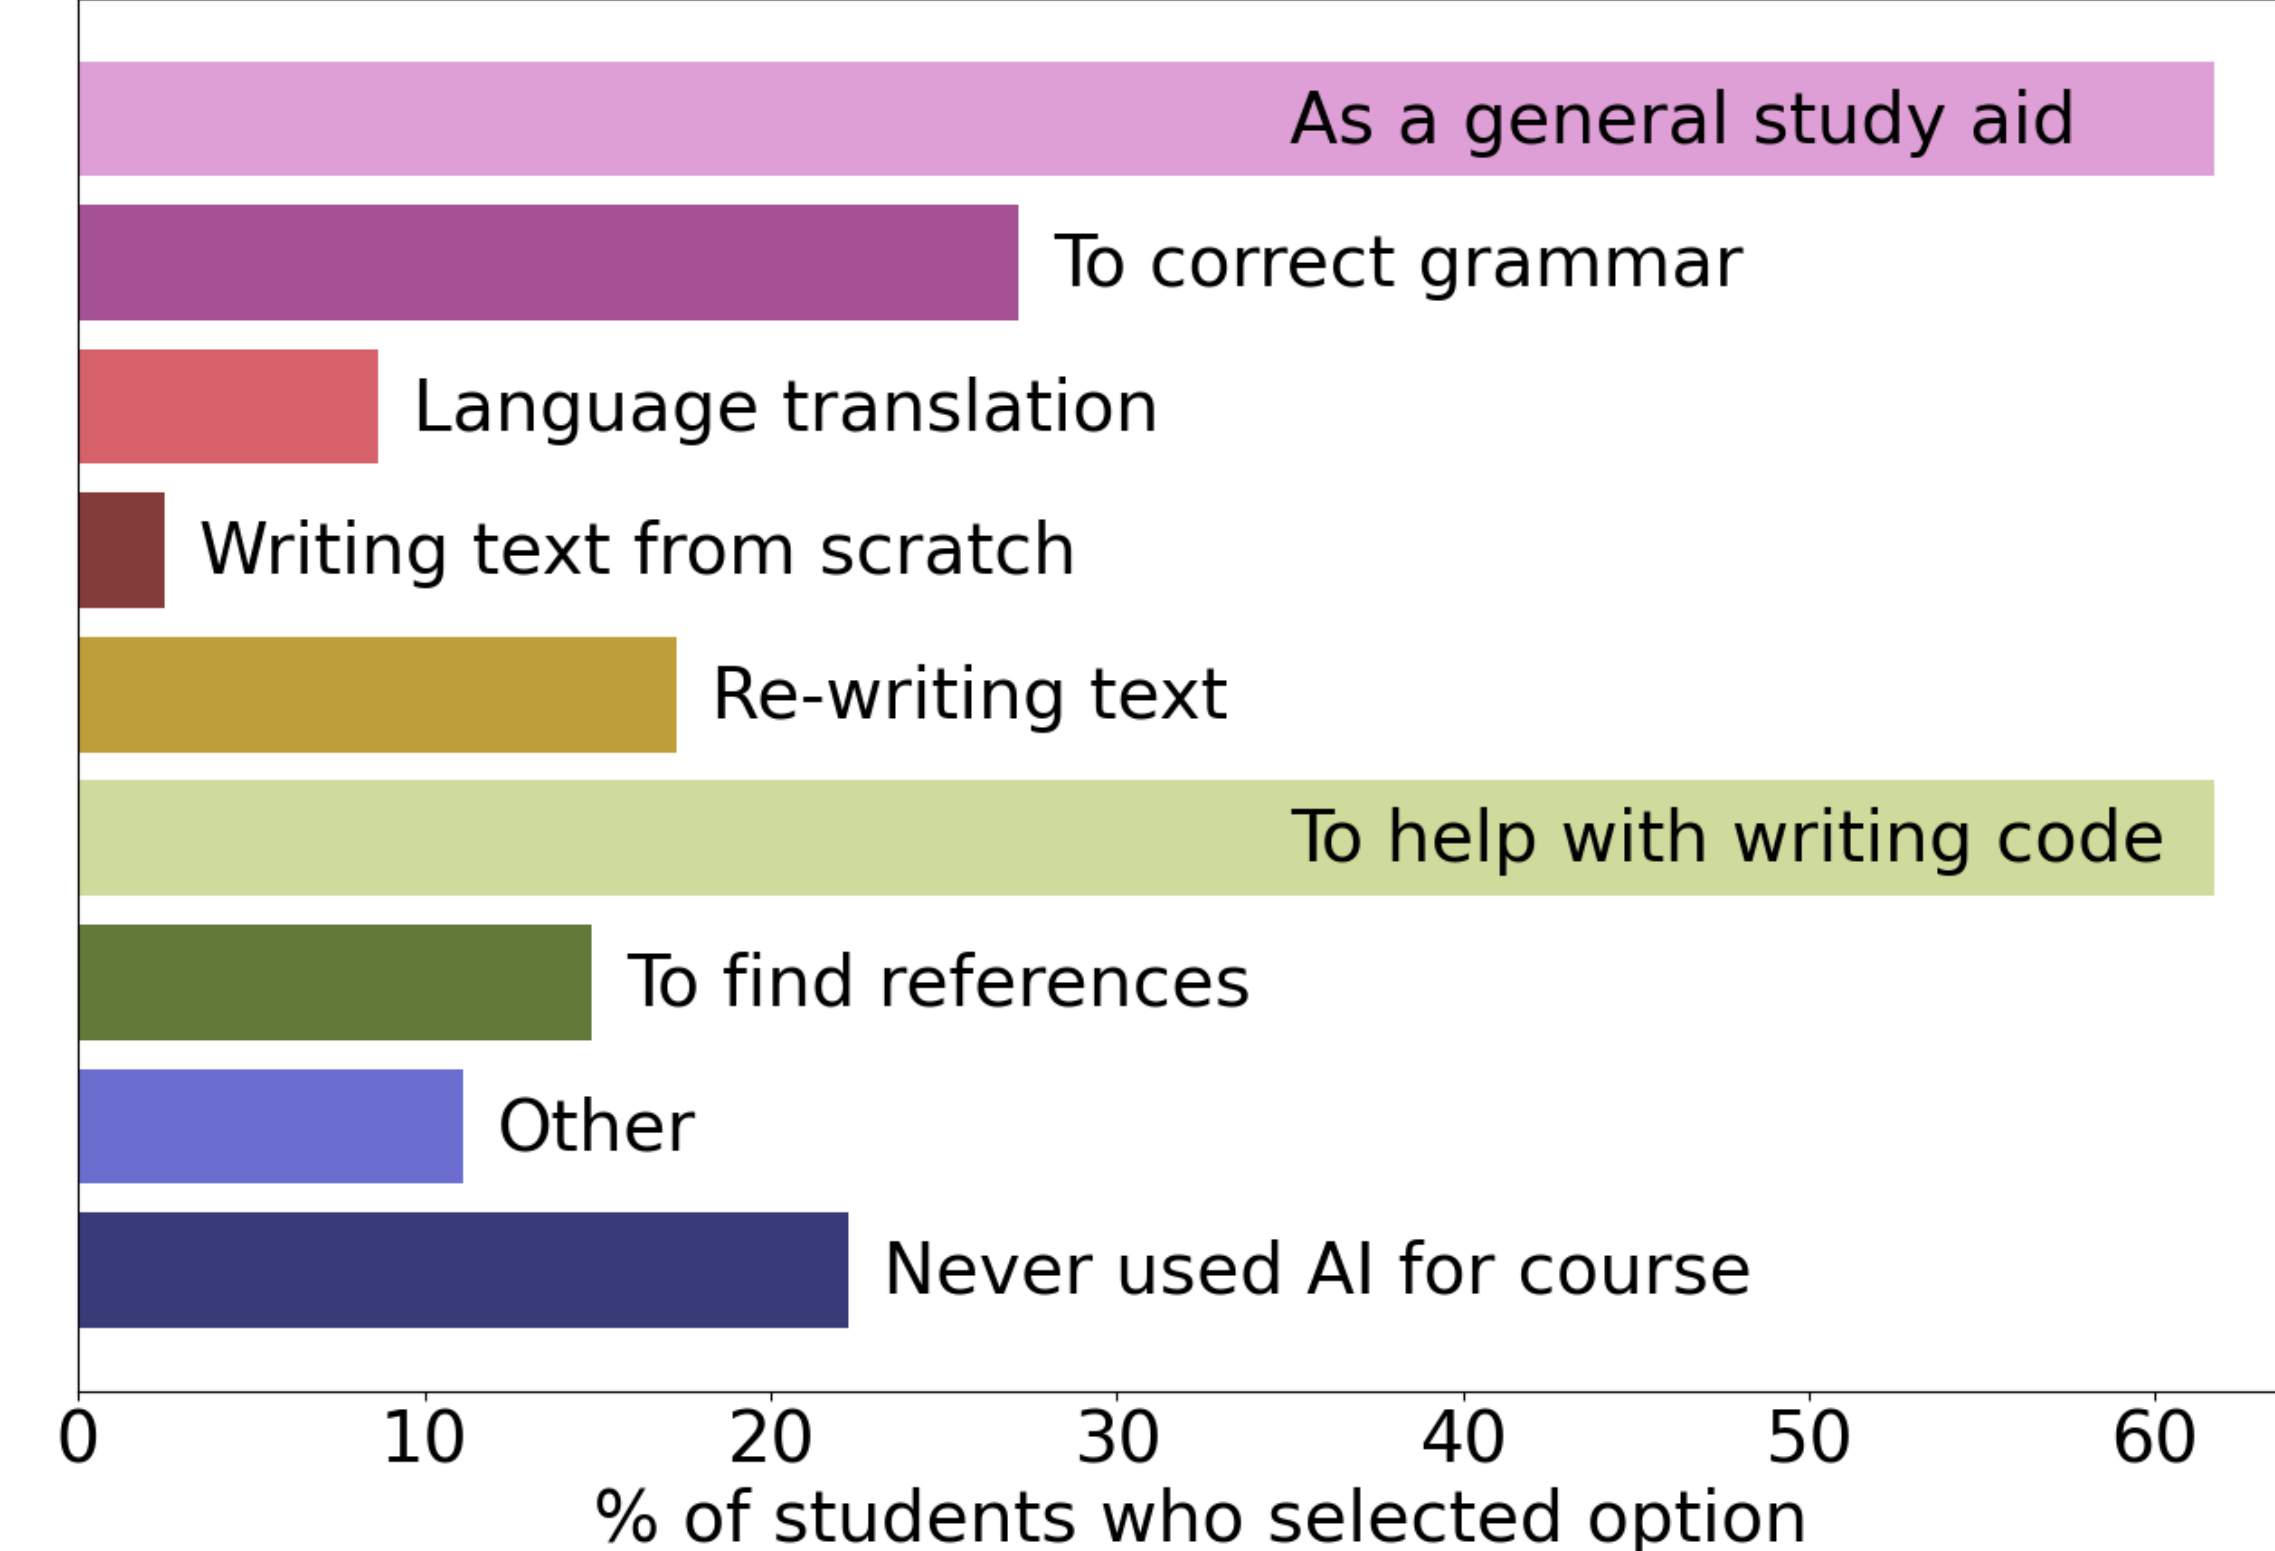 As a general study aid
To correct grammar
Language translation
Writing text from scratch
Re-writing text
To help with writing code
To find references
Other
Never used AI for course
0 10 20 30 40 50 60
% of students who selected option